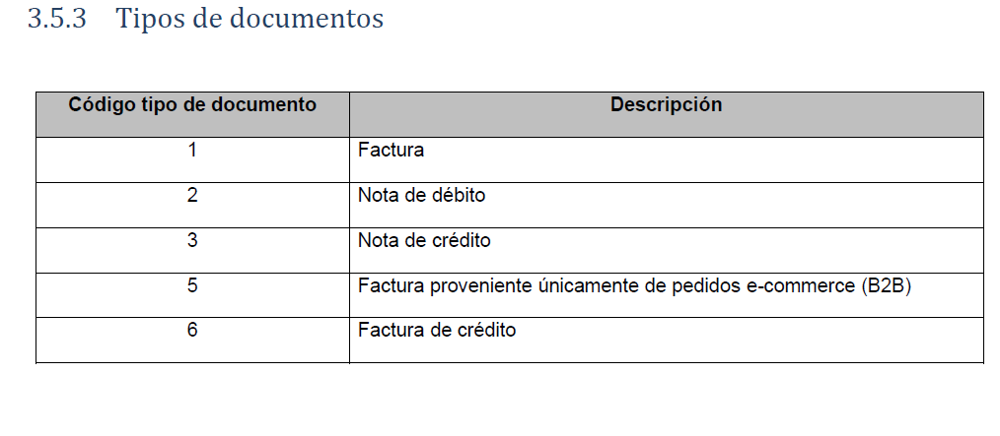 3.5.3 Tipos de documentos
Código tipo de documento Descripción
1 Factura
2 Nota de débito
3 Nota de crédito
5 Factura proveniente únicamente de pedidos e-commerce (B2B)
6 Factura de crédito